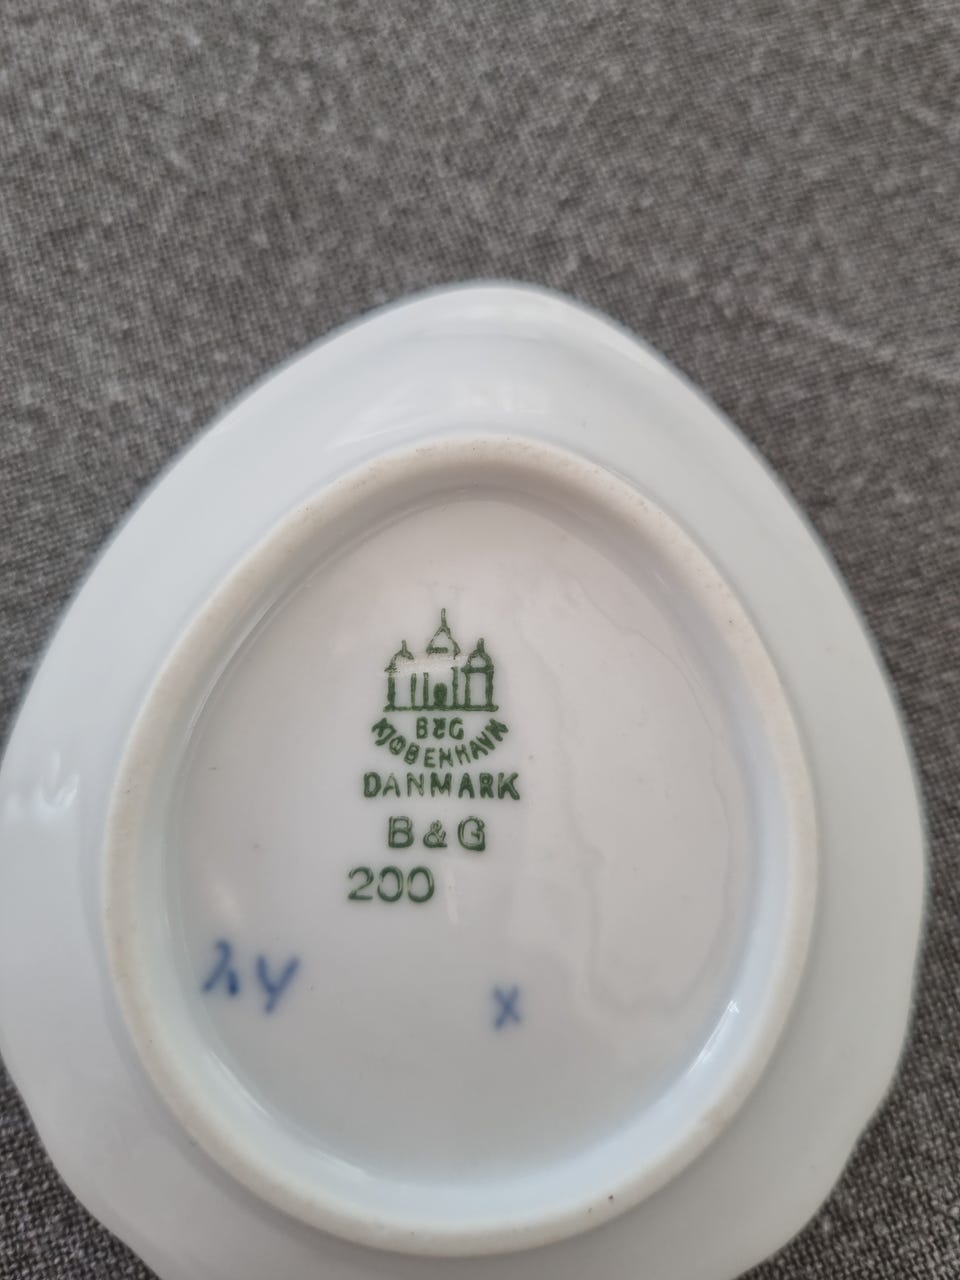 B&G
KJØBENHAVN
DANMARK
B & G
200
λ y x